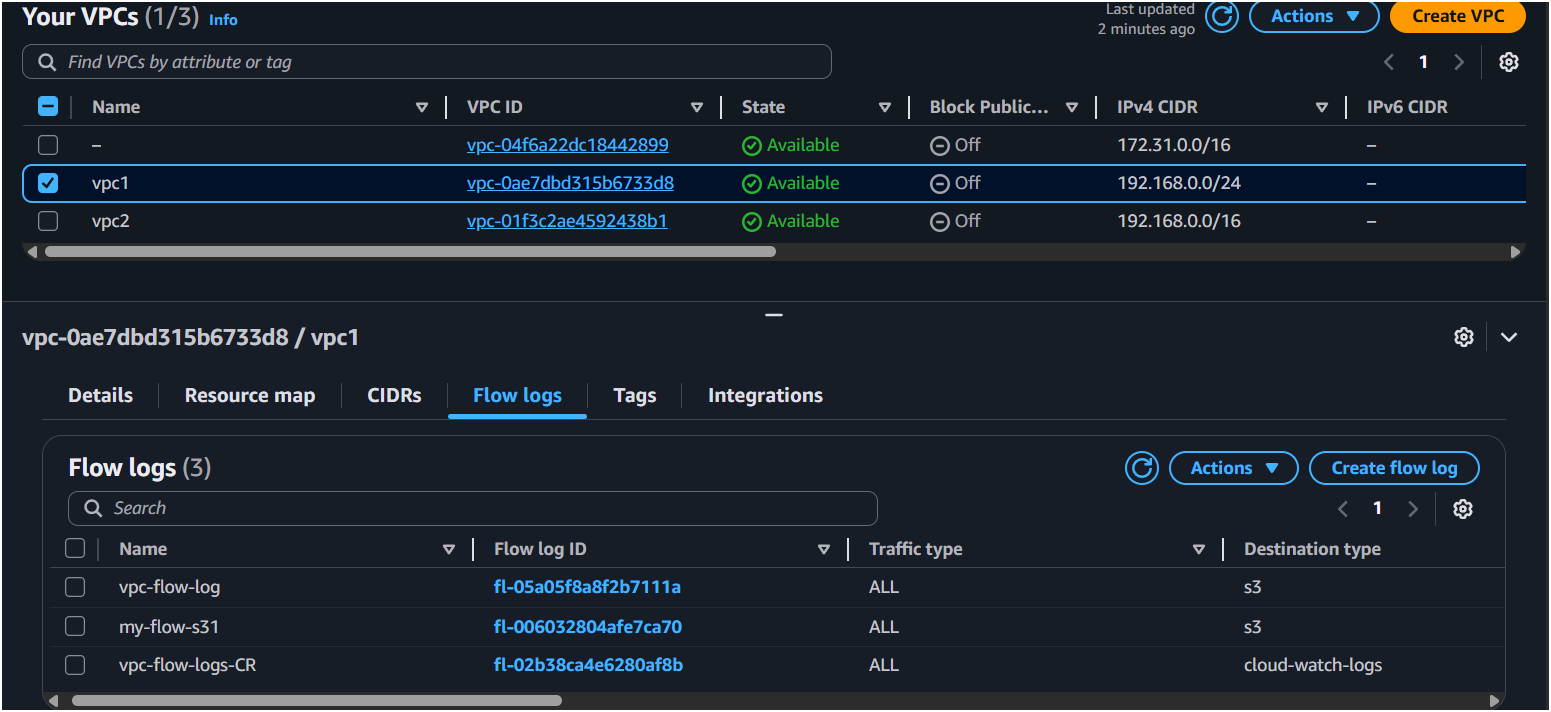 Your VPCs (1/3) Info
Last updated
2 minutes ago
Actions
Create VPC
Find VPCs by attribute or tag
1
Name VPC ID State Block Public... IPv4 CIDR IPv6 CIDR
– vpc-04f6a22dc18442899 Available Off 172.31.0.0/16 –
vpc1 vpc-0ae7dbd315b6733d8 Available Off 192.168.0.0/24 –
vpc2 vpc-01f3c2ae4592438b1 Available Off 192.168.0.0/16 –
vpc-0ae7dbd315b6733d8 / vpc1
Details Resource map CIDRs Flow logs Tags Integrations
Flow logs (3)
Actions
Create flow log
Search
1
Name Flow log ID Traffic type Destination type
vpc-flow-log fl-05a05f8a8f2b7111a ALL s3
my-flow-s31 fl-006032804afe7ca70 ALL s3
vpc-flow-logs-CR fl-02b38ca4e6280af8b ALL cloud-watch-logs